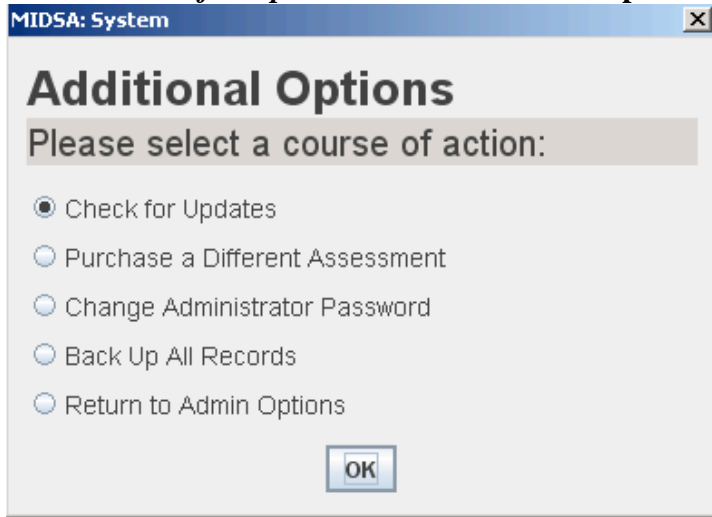 MIDSA: System
Additional Options
Please select a course of action:
Check for Updates
Purchase a Different Assessment
Change Administrator Password
Back Up All Records
Return to Admin Options
OK